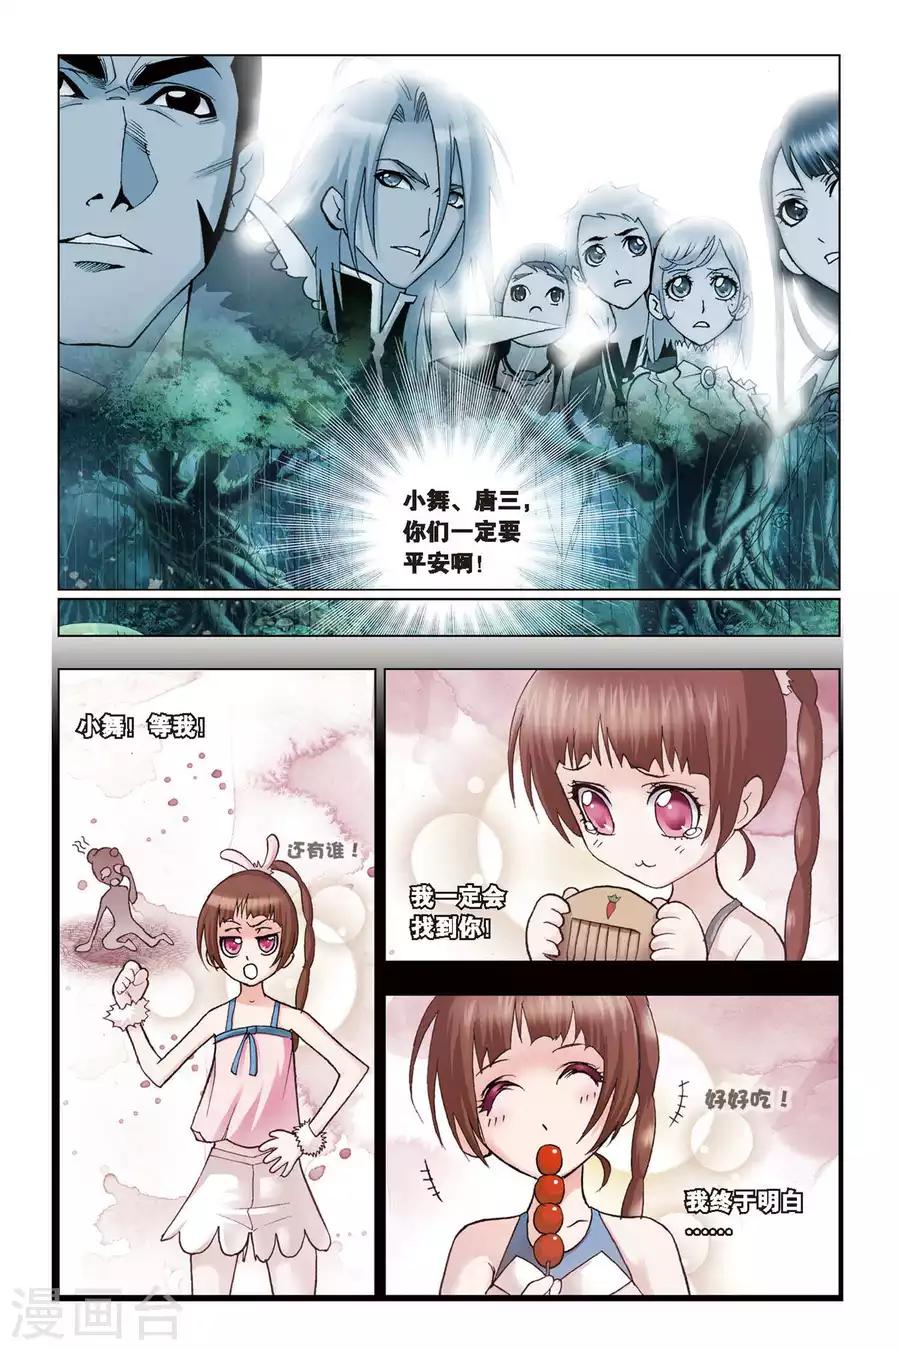 小舞、唐三，
你们一定要
平安啊！
小舞！等我！
还有谁！
我一定会
找到你！
好好吃！
我终于明白
……
漫画台